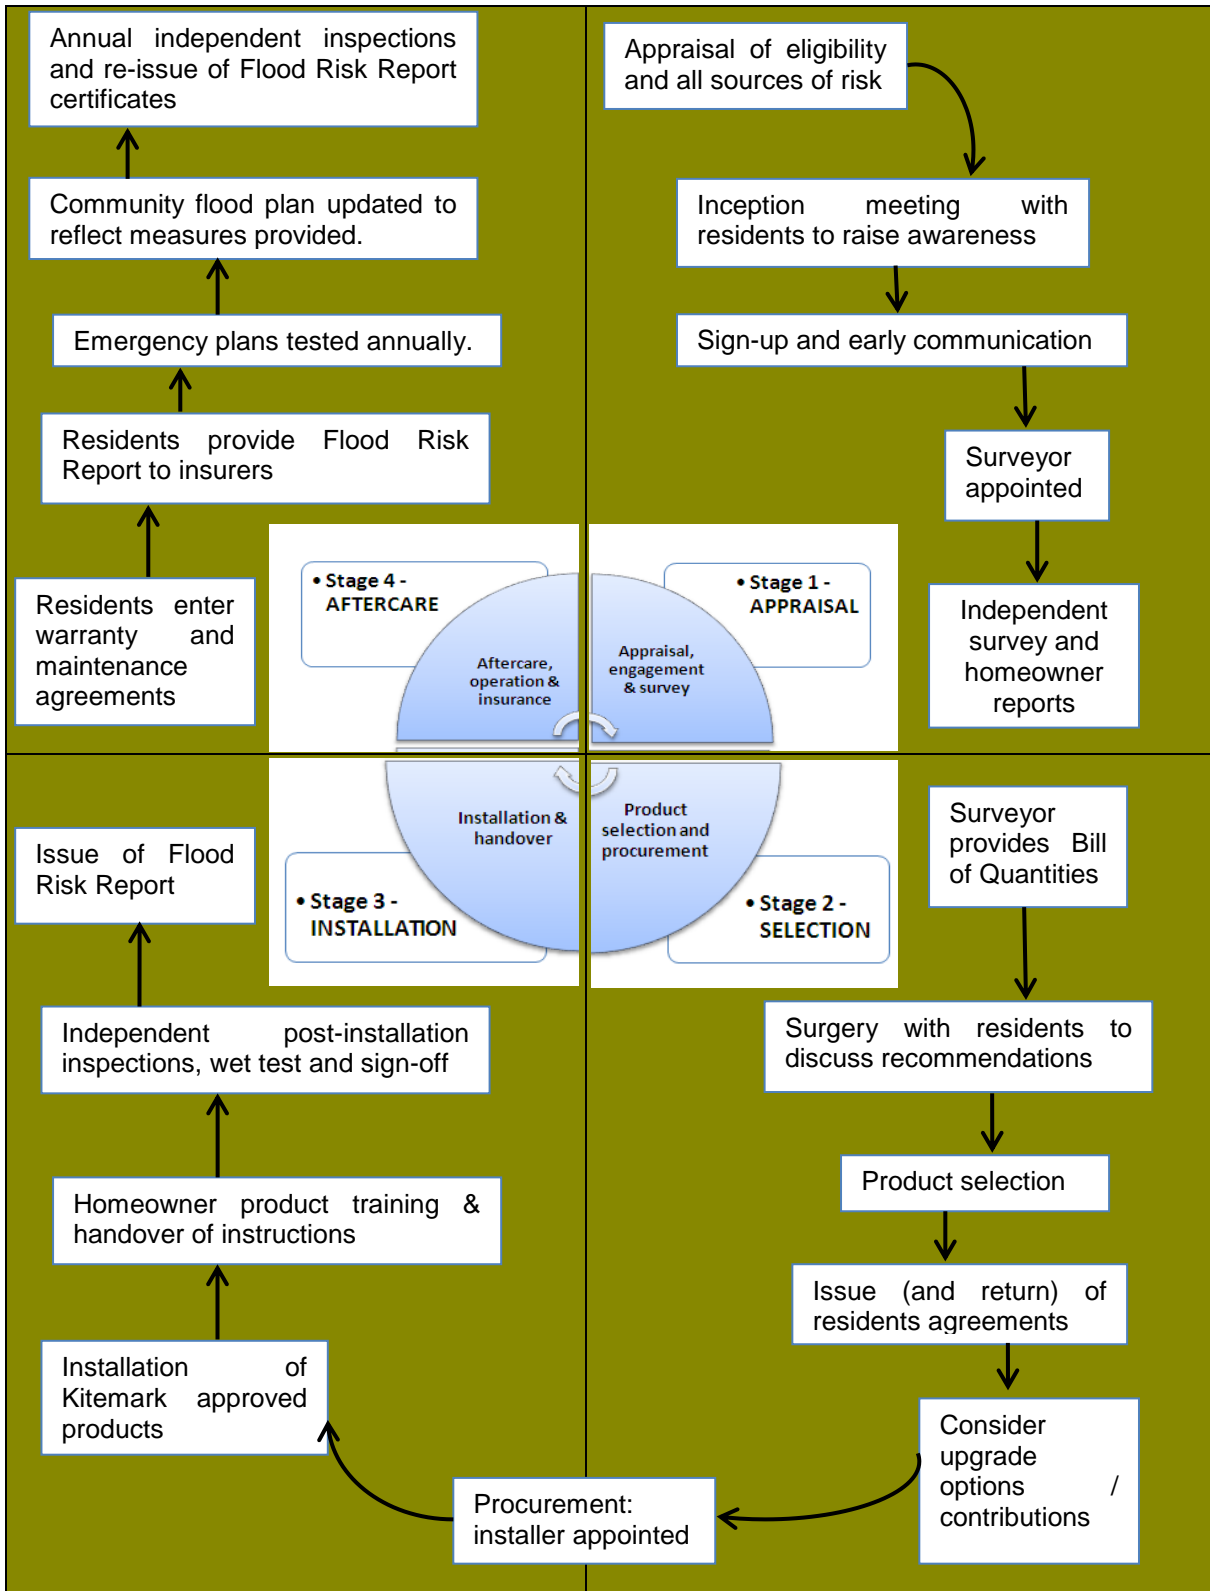 Annual independent inspections
and re-issue of Flood Risk Report
certificates
Community flood plan updated to
reflect measures provided.
Emergency plans tested annually.
Residents provide Flood Risk
Report to insurers
Residents enter
warranty and
maintenance
agreements
• Stage 4 -
AFTERCARE
Aftercare,
operation &
insurance
Appraisal of eligibility
and all sources of risk
Inception meeting with
residents to raise awareness
Sign-up and early communication
Surveyor
appointed
Independent
survey and
homeowner
reports
• Stage 1 -
APPRAISAL
Appraisal,
engagement
& survey
Issue of Flood
Risk Report
Independent post-installation
inspections, wet test and sign-off
Homeowner product training &
handover of instructions
Installation of
Kitemark approved
products
Installation &
handover
• Stage 3 -
INSTALLATION
Product
selection and
procurement
• Stage 2 -
SELECTION
Surveyor
provides Bill
of Quantities
Surgery with residents to
discuss recommendations
Product selection
Issue (and return) of
residents agreements
Consider
upgrade
options /
contributions
Procurement:
installer appointed